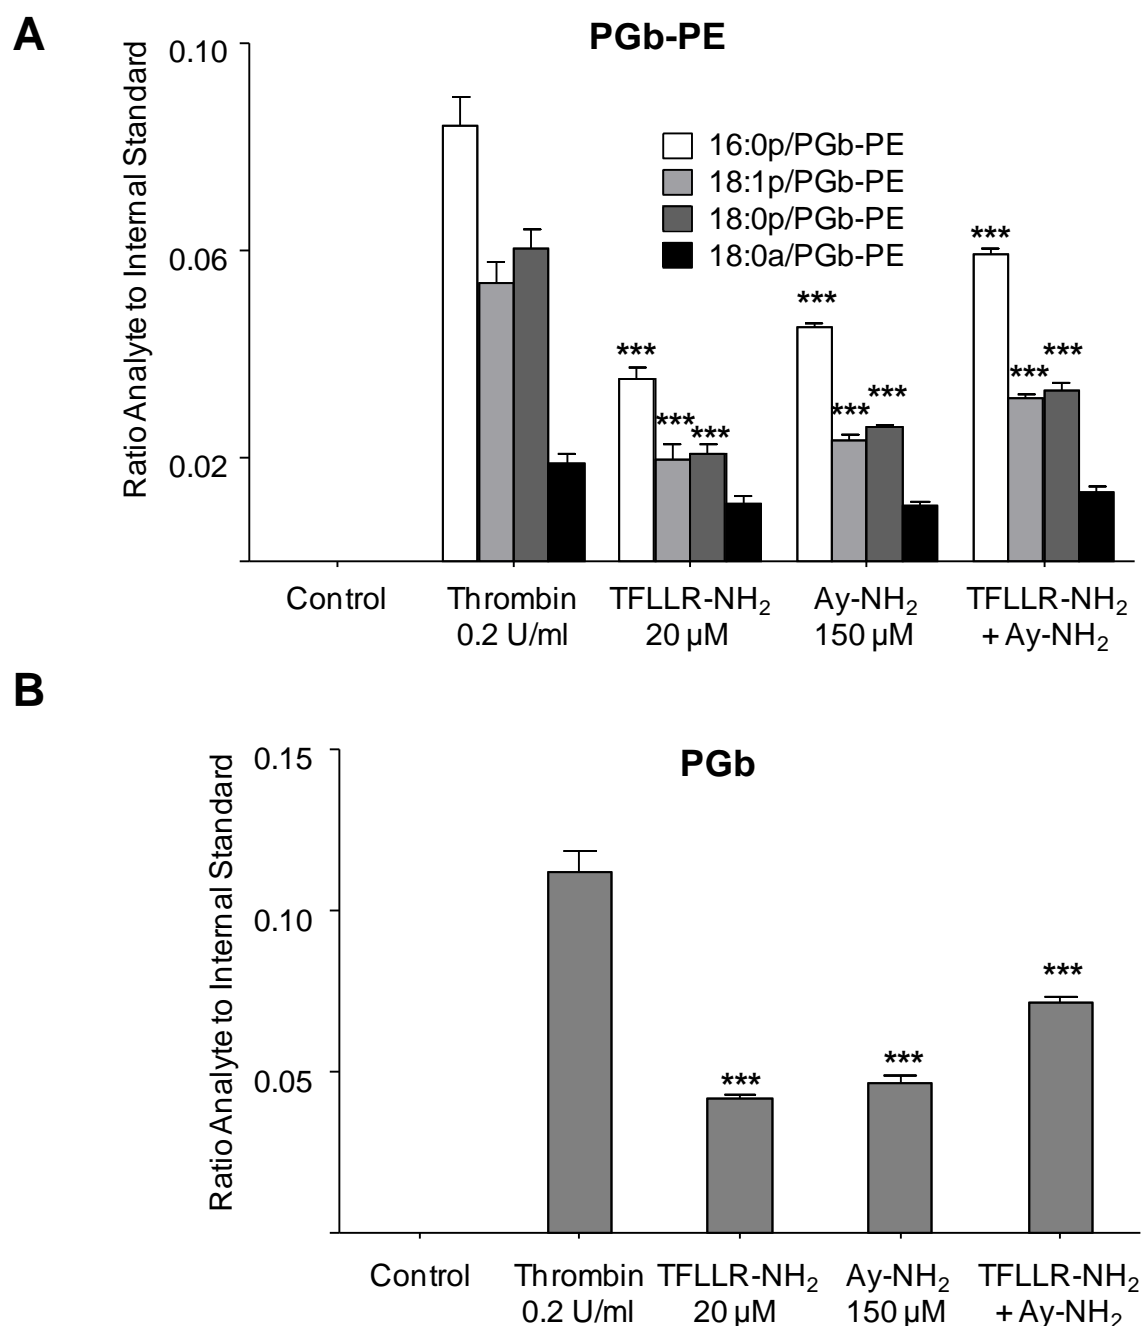 A
PGb-PE
Ratio Analyte to Internal Standard
0.10
0.06
0.02
16:0p/PGb-PE
18:1p/PGb-PE
18:0p/PGb-PE
18:0a/PGb-PE
***
***
***
***
***
***
***
***
***
Control Thrombin TFLLR-NH₂ Ay-NH₂ TFLLR-NH₂
0.2 U/ml 20 µM 150 µM + Ay-NH₂
B
PGb
Ratio Analyte to Internal Standard
0.15
0.10
0.05
***
***
***
Control Thrombin TFLLR-NH₂ Ay-NH₂ TFLLR-NH₂
0.2 U/ml 20 µM 150 µM + Ay-NH₂